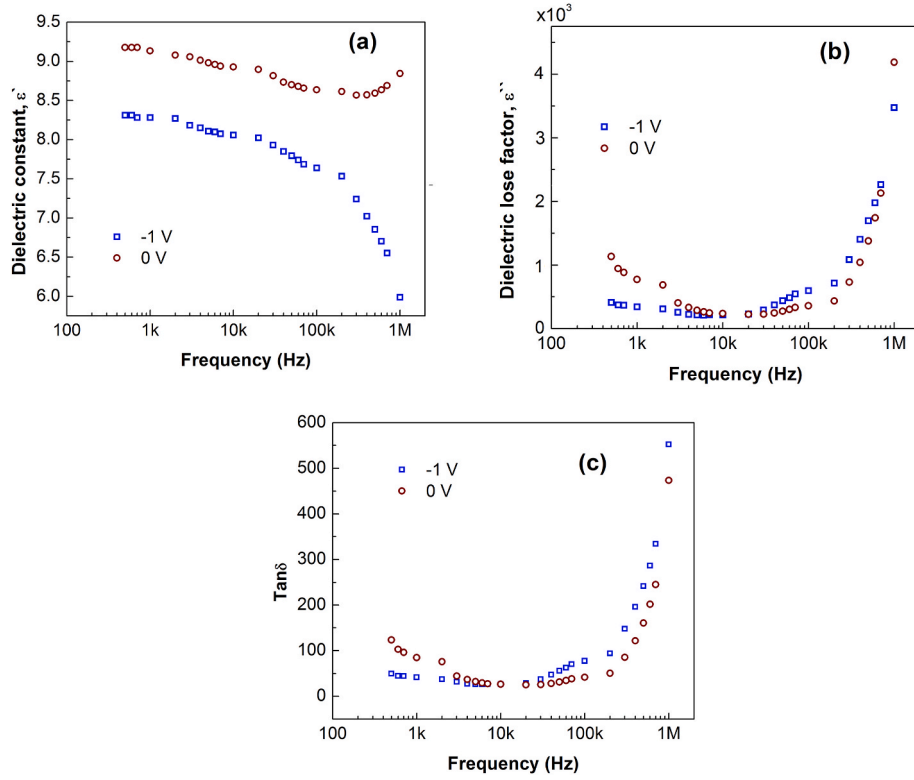 (a)
9.5
9.0
8.5
8.0
7.5
7.0
6.5
6.0
Dielectric constant, ε`
-1 V
0 V
100 1k 10k 100k 1M
Frequency (Hz)
x10³
(b)
4
3
2
1
0
Dielectric lose factor, ε``
-1 V
0 V
100 1k 10k 100k 1M
Frequency (Hz)
(c)
600
500
400
300
200
100
0
Tanδ
-1 V
0 V
100 1k 10k 100k 1M
Frequency (Hz)